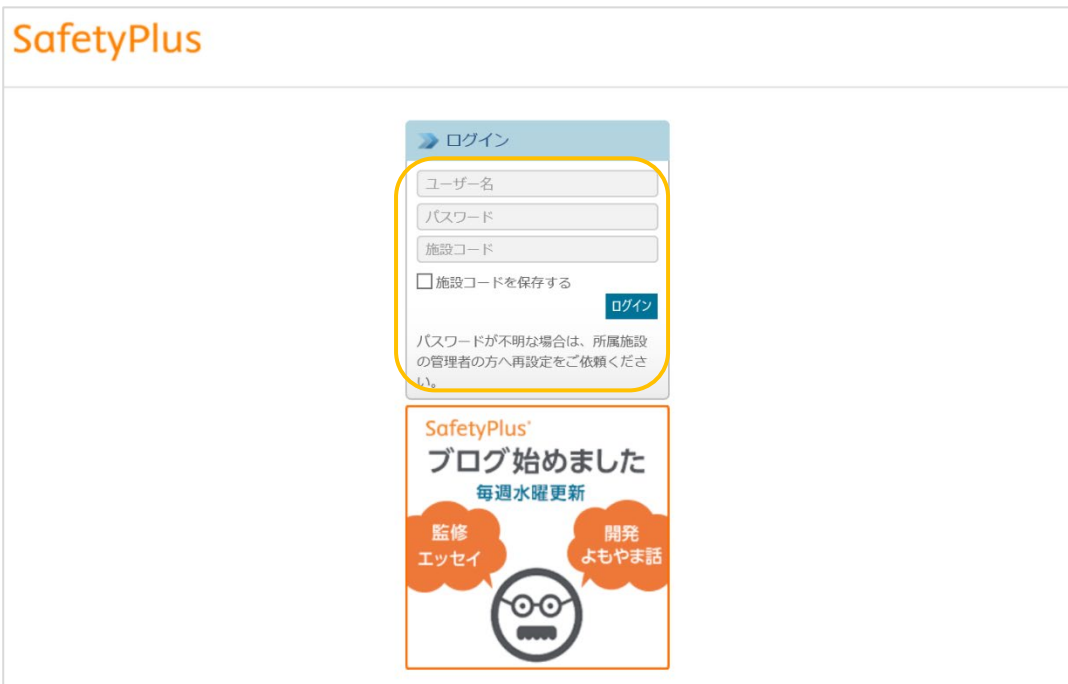 SafetyPlus
ログイン
ユーザー名
パスワード
施設コード
施設コードを保存する
ログイン
パスワードが不明な場合は、所属施設
の管理者の方へ再設定をご依頼くださ
い。
SafetyPlus®
ブログ始めました
毎週水曜更新
監修
エッセイ
開発
よもやま話